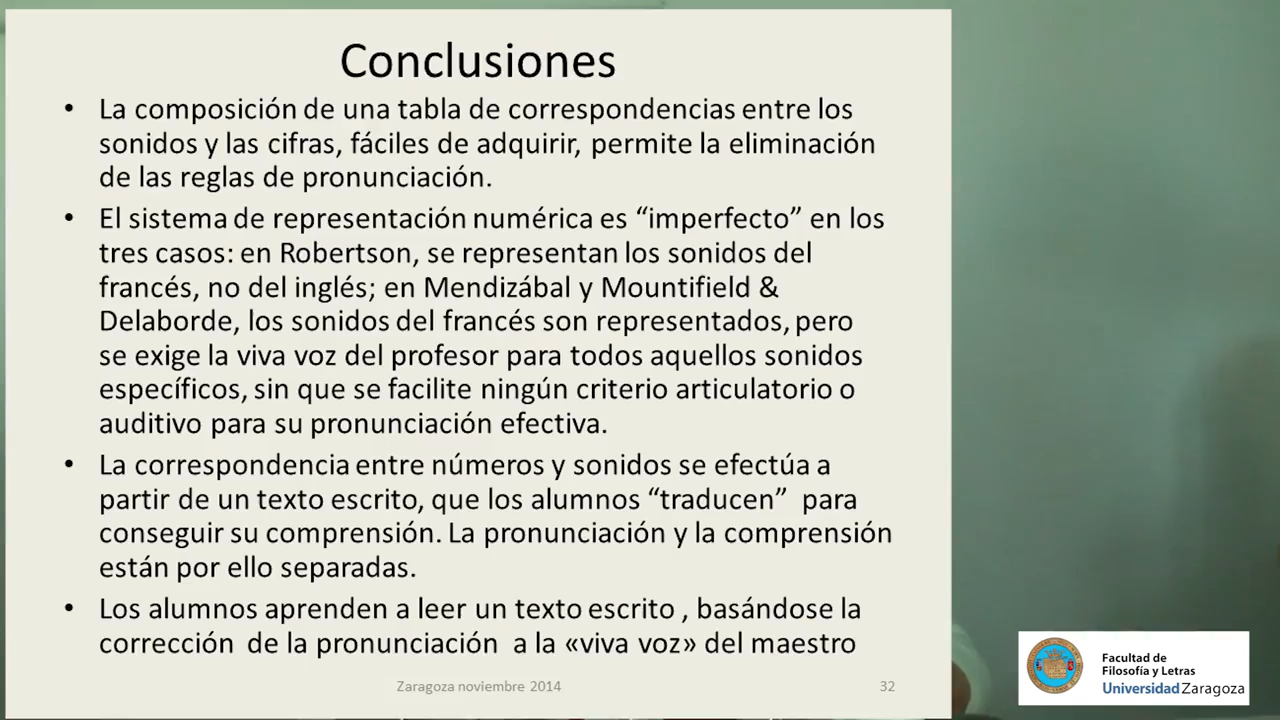 Conclusiones
• La composición de una tabla de correspondencias entre los
sonidos y las cifras, fáciles de adquirir, permite la eliminación
de las reglas de pronunciación.
• El sistema de representación numérica es “imperfecto” en los
tres casos: en Robertson, se representan los sonidos del
francés, no del inglés; en Mendizábal y Mountifield &
Delaborde, los sonidos del francés son representados, pero
se exige la viva voz del profesor para todos aquellos sonidos
específicos, sin que se facilite ningún criterio articulatorio o
auditivo para su pronunciación efectiva.
• La correspondencia entre números y sonidos se efectúa a
partir de un texto escrito, que los alumnos “traducen” para
conseguir su comprensión. La pronunciación y la comprensión
están por ello separadas.
• Los alumnos aprenden a leer un texto escrito , basándose la
corrección de la pronunciación a la «viva voz» del maestro
Zaragoza noviembre 2014
32
Facultad de
Filosofía y Letras
Universidad Zaragoza